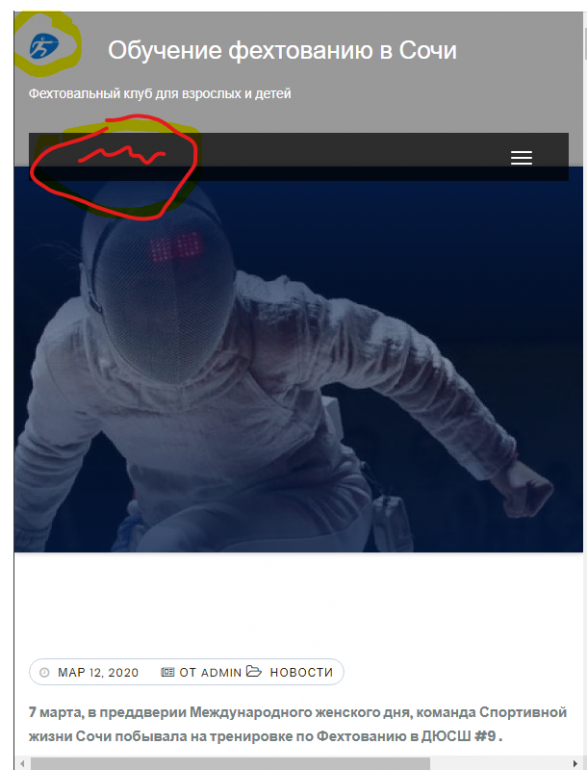 Обучение фехтованию в Сочи
Фехтовальный клуб для взрослых и детей
МАР 12, 2020 ОТ ADMIN НОВОСТИ
7 марта, в преддверии Международного женского дня, команда Спортивной
жизни Сочи побывала на тренировке по Фехтованию в ДЮСШ #9 .